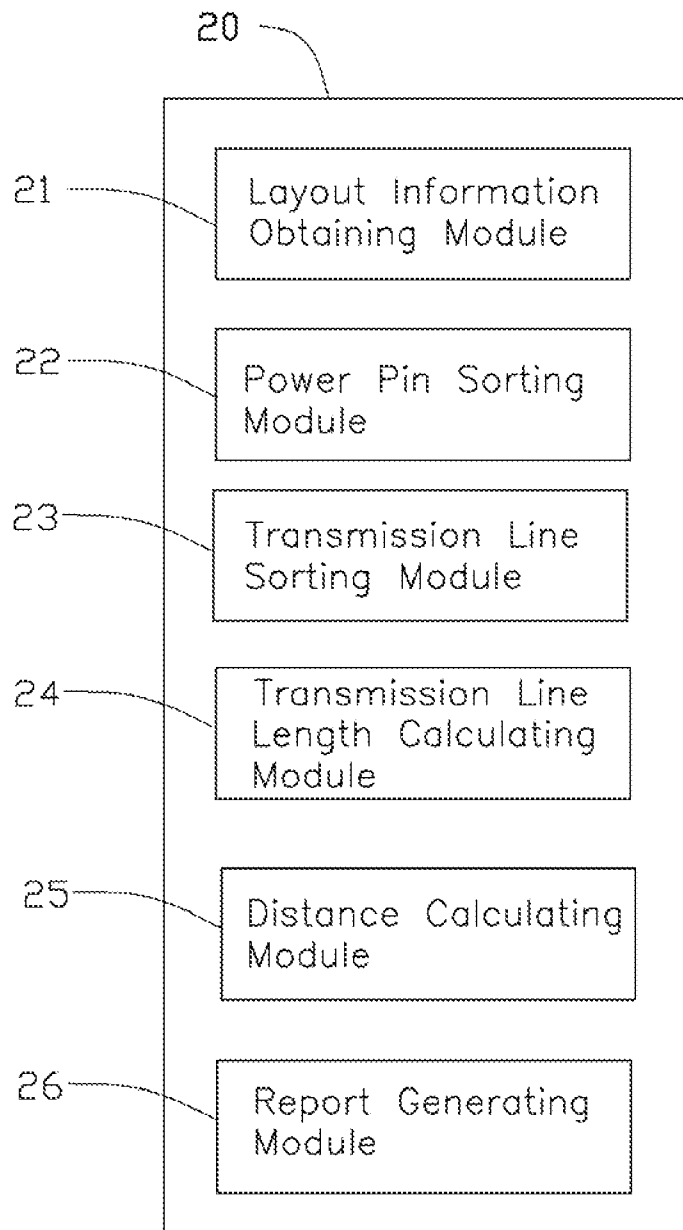 20
21
Layout Information
Obtaining Module
22
Power Pin Sorting
Module
23
Transmission Line
Sorting Module
24
Transmission Line
Length Calculating
Module
25
Distance Calculating
Module
26
Report Generating
Module